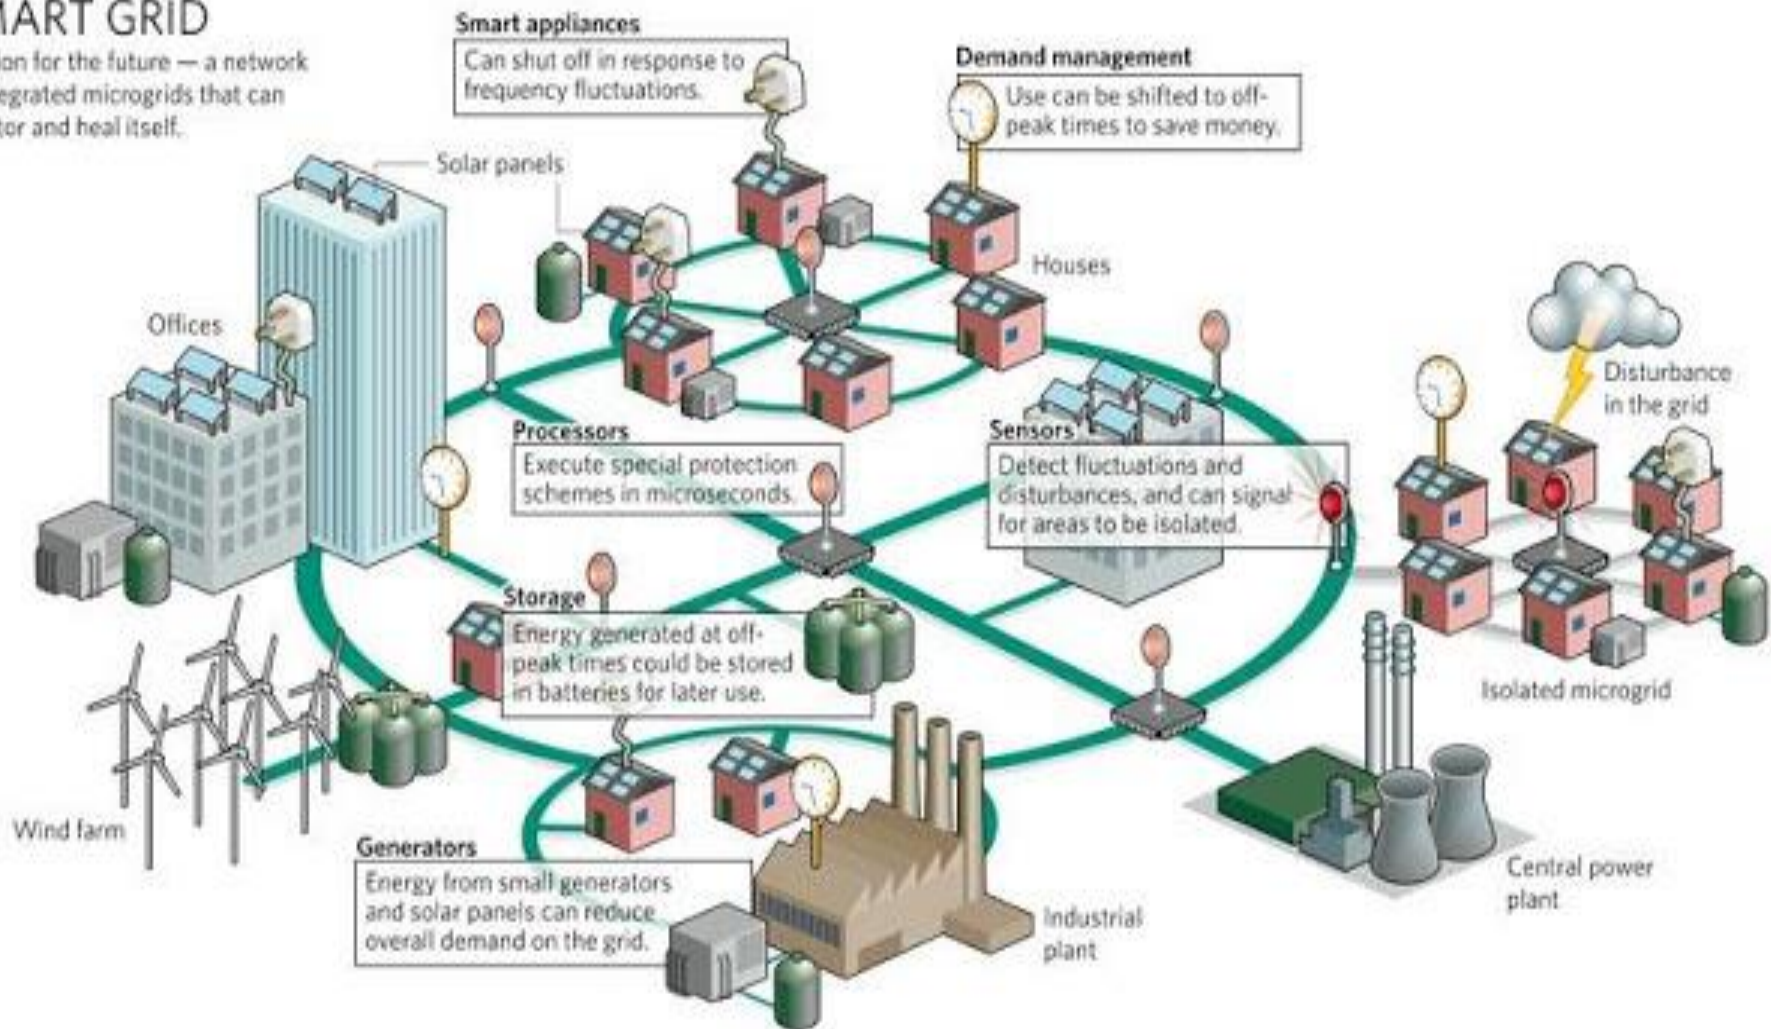 MART GRID
ion for the future — a network
egrated microgrids that can
tor and heal itself.
Smart appliances
Can shut off in response to
frequency fluctuations.
Demand management
Use can be shifted to off-
peak times to save money.
Solar panels
Houses
Offices
Disturbance
in the grid
Processors
Execute special protection
schemes in microseconds.
Sensors
Detect fluctuations and
disturbances, and can signal
for areas to be isolated.
Storage
Energy generated at off-
peak times could be stored
in batteries for later use.
Isolated microgrid
Wind farm
Generators
Energy from small generators
and solar panels can reduce
overall demand on the grid.
Industrial
plant
Central power
plant